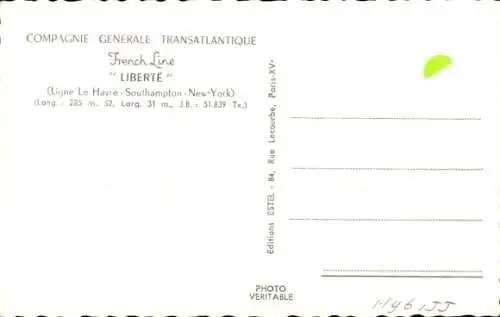 COMPAGNIE GENERALE TRANSATLANTIQUE
French Line
" LIBERTÉ "
(Ligne Le Havre - Southampton - New-York)
(Long. : 285 m. 52, Larg. 31 m., J.B. : 51.839 Tx.)
Editions ESTEL - 84, Rue Lecourbe, Paris-XVe
PHOTO
VERITABLE